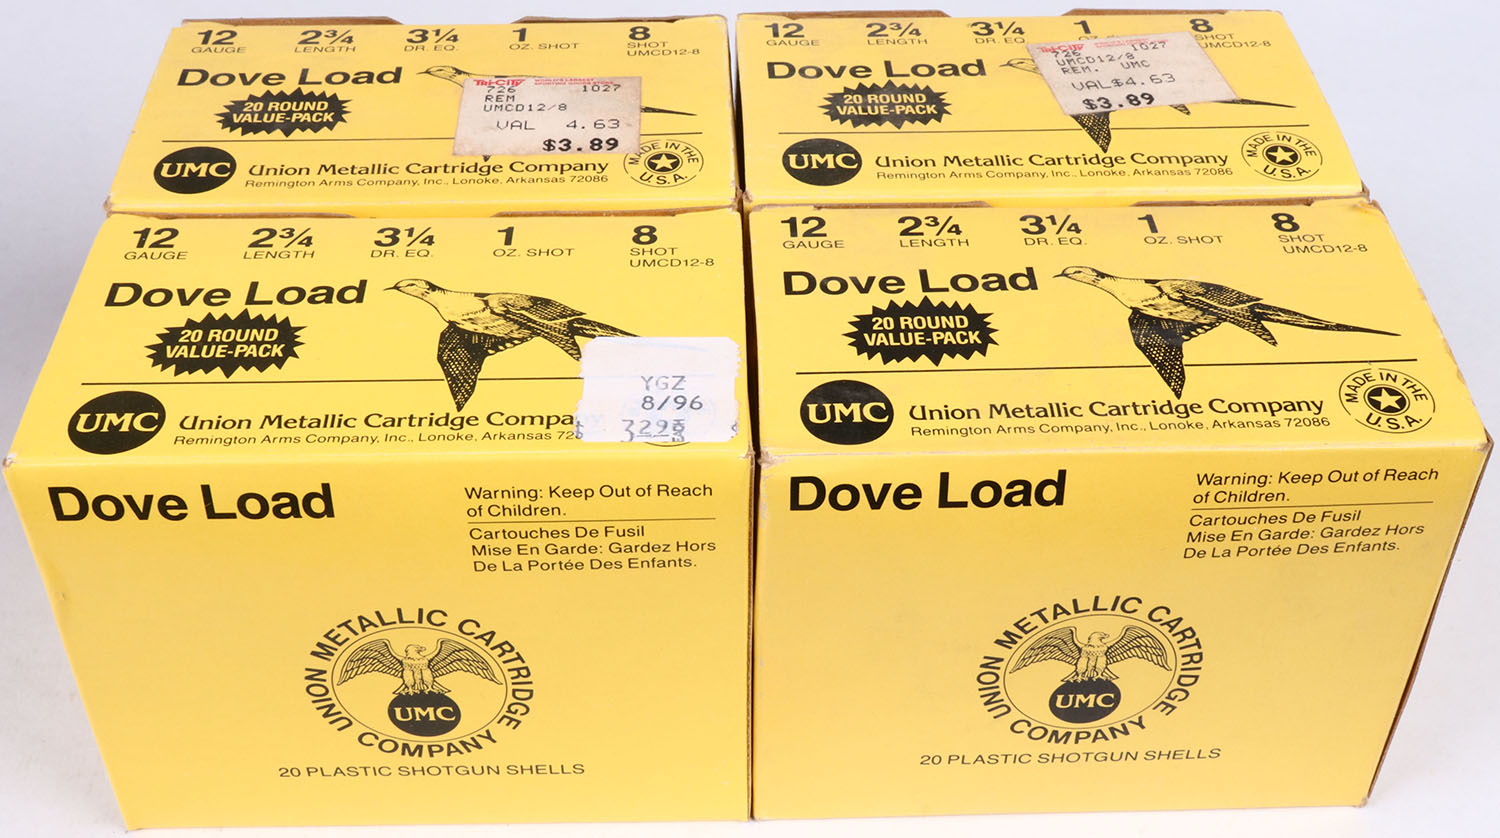 12 2¾ 3¼ 1 8
GAUGE LENGTH DR. EQ. OZ. SHOT SHOT
UMCD12-8
Dove Load
20 ROUND
VALUE-PACK
TRI-CITY WORLD'S LARGEST
726 1027
REM
UMCD12/8
VAL 4.63
$3.89
UMC Union Metallic Cartridge Company
Remington Arms Company, Inc., Lonoke, Arkansas 72086
MADE IN THE
U.S.A.
12 2¾ 3¼ 1 8
GAUGE LENGTH DR. EQ OZ. SHOT
UMCD12-8
Dove Load
20 ROUND
VALUE-PACK
TRI-CITY
726 1027
UMCD12/8
REM. UMC
VAL$4.63
$3.89
UMC Union Metallic Cartridge Company
Remington Arms Company, Inc., Lonoke, Arkansas 72086
MADE IN THE
U.S.A.
12 2¾ 3¼ 1 8
GAUGE LENGTH DR. EQ. OZ. SHOT SHOT
UMCD12-8
Dove Load
20 ROUND
VALUE-PACK
YGZ
8/96
UMC Union Metallic Cartridge Compa
Remington Arms Company, Inc., Lonoke, Arkansas 72
Dove Load
Warning: Keep Out of Reach
of Children.
Cartouches De Fusil
Mise En Garde: Gardez Hors
De La Portée Des Enfants.
UNION METALLIC CARTRIDGE
COMPANY
UMC
20 PLASTIC SHOTGUN SHELLS
12 2¾ 3¼ 1 8
GAUGE LENGTH DR. EQ. OZ. SHOT SHOT
UMCD12-8
Dove Load
20 ROUND
VALUE-PACK
UMC Union Metallic Cartridge Company
Remington Arms Company, Inc., Lonoke, Arkansas 72086
MADE IN THE
U.S.A.
Dove Load
Warning: Keep Out of Reach
of Children.
Cartouches De Fusil
Mise En Garde: Gardez Hors
De La Portée Des Enfants.
UNION METALLIC CARTRIDGE
COMPANY
UMC
20 PLASTIC SHOTGUN SHELLS